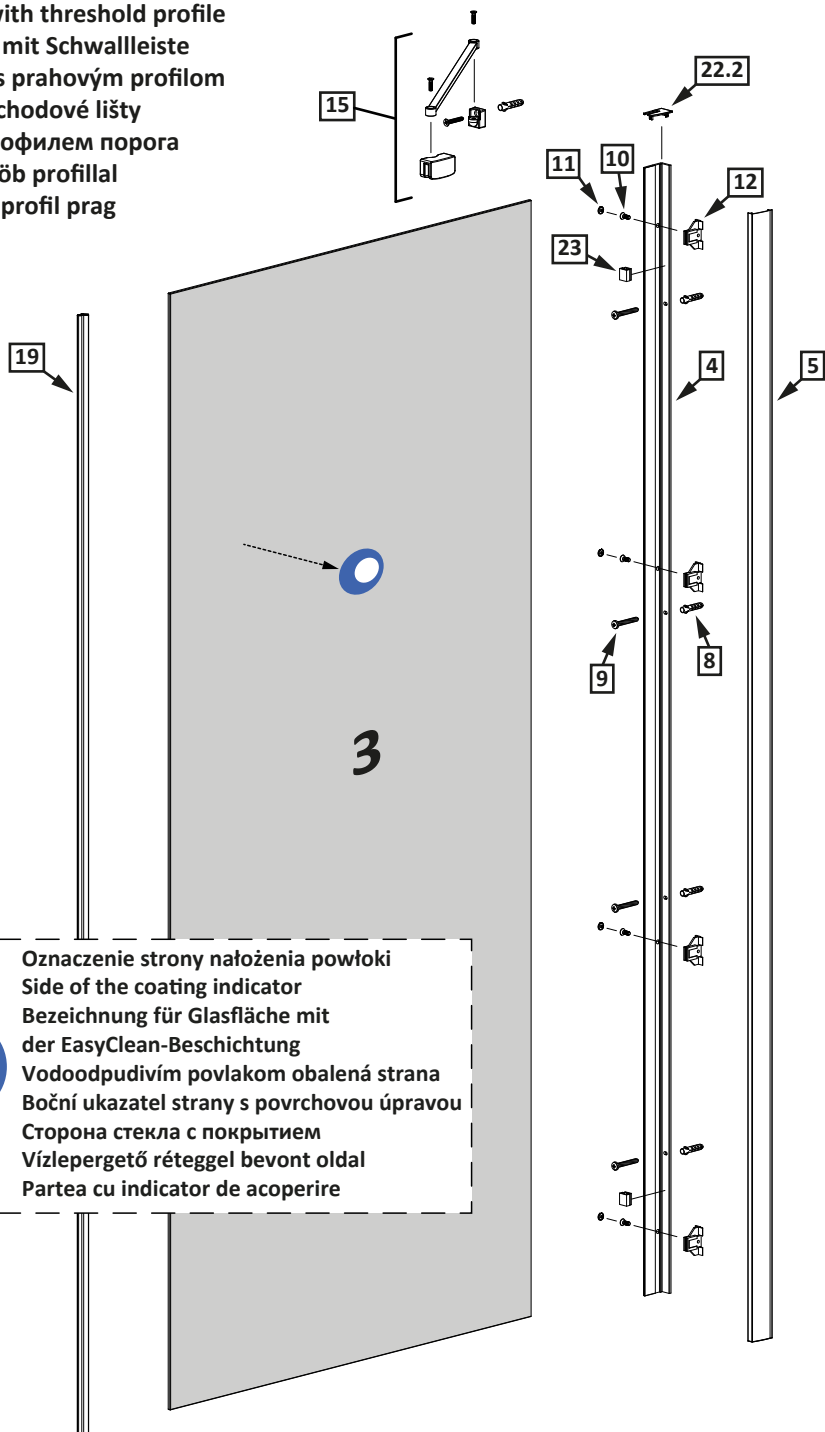 with threshold profile
mit Schwallleiste
s prahovým profilom
chodové lišty
офилем порога
öb profillal
profil prag
15
22.2
11
10
12
23
19
4
5
9
8
3
Oznaczenie strony nałożenia powłoki
Side of the coating indicator
Bezeichnung für Glasfläche mit
der EasyClean-Beschichtung
Vodoodpudivím povlakom obalená strana
Boční ukazatel strany s povrchovou úpravou
Сторона стекла с покрытием
Vízlepergető réteggel bevont oldal
Partea cu indicator de acoperire